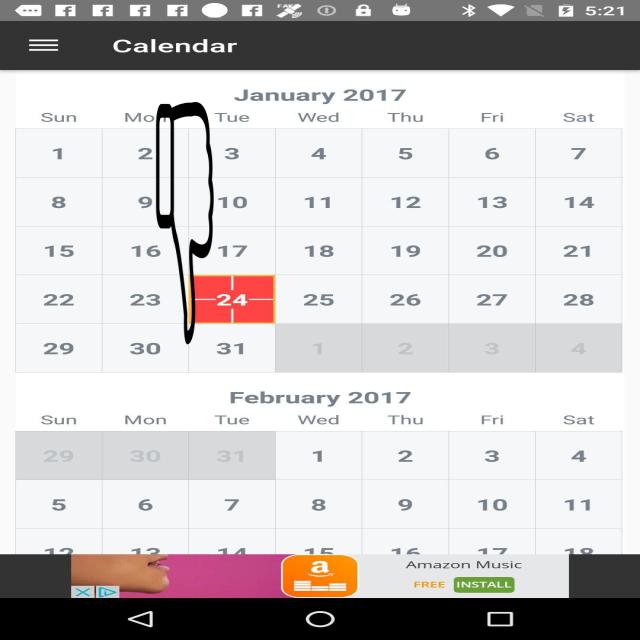 5:21
Calendar
January 2017
Sun Mon Tue Wed Thu Fri Sat
1 2 3 4 5 6 7
8 9 10 11 12 13 14
15 16 17 18 19 20 21
22 23 24 25 26 27 28
29 30 31 1 2 3 4
February 2017
Sun Mon Tue Wed Thu Fri Sat
29 30 31 1 2 3 4
5 6 7 8 9 10 11
12 13 14 15 16 17 18
a
Amazon Music
FREE INSTALL